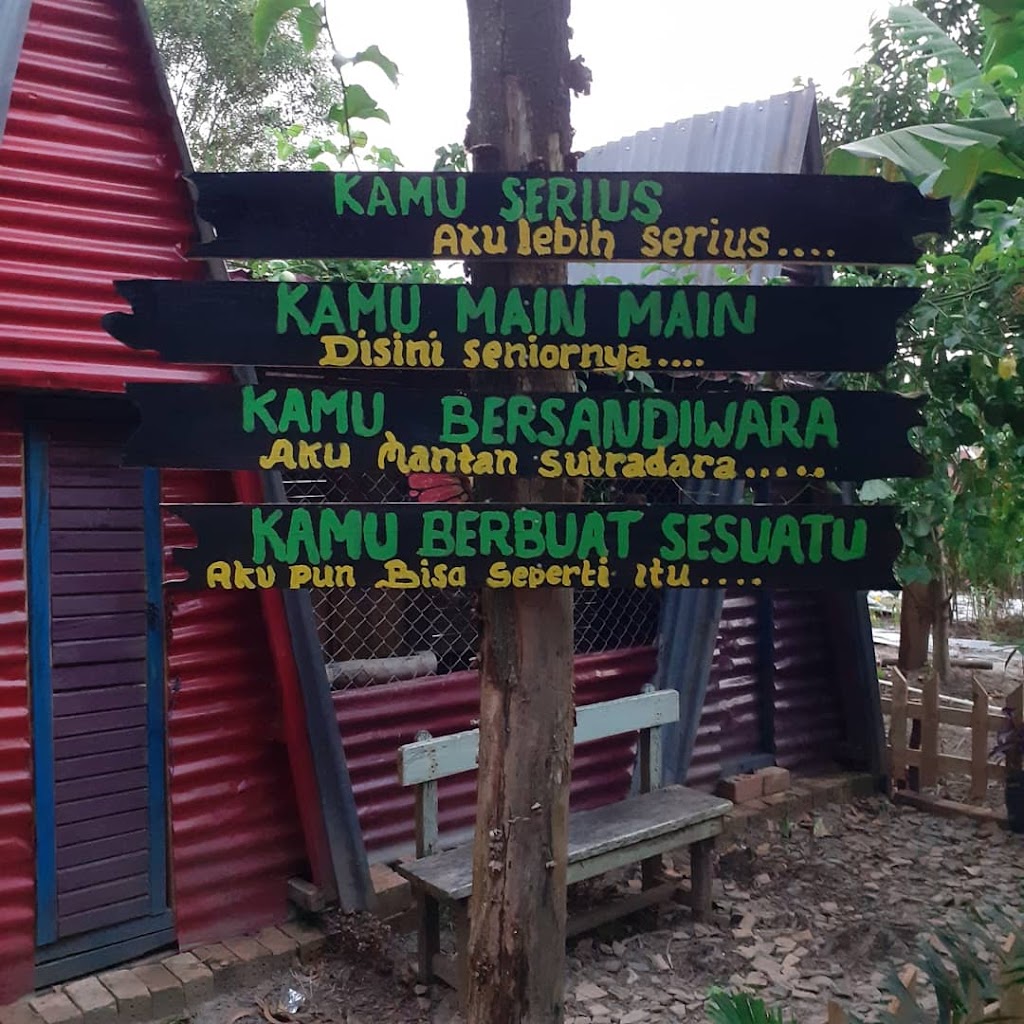 KAMU SERIUS
Aku lebih serius....
KAMU MAIN MAIN
Disini seniornya....
KAMU BERSANDIWARA
Aku Mantan sutradara.....
KAMU BERBUAT SESUATU
Aku pun Bisa seperti itu....